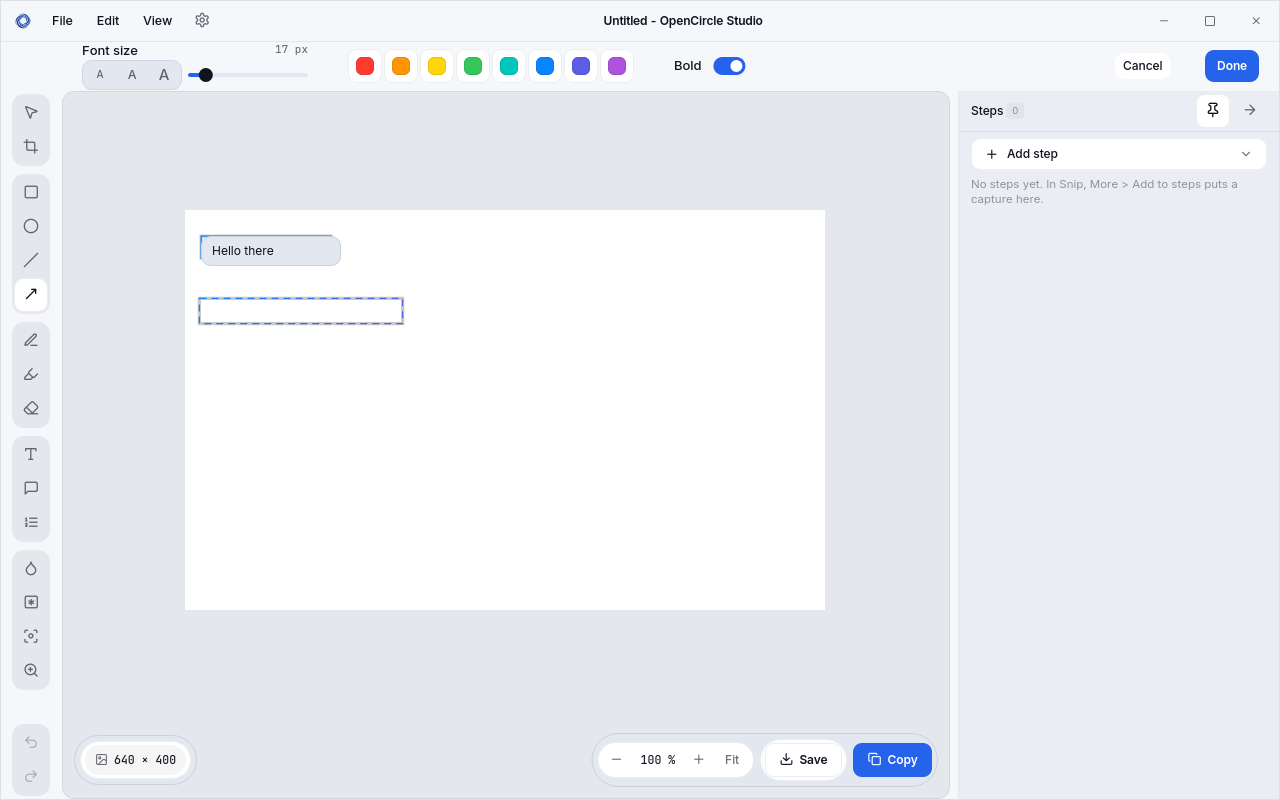 File Edit View
Untitled - OpenCircle Studio
Font size 17 px
A A A
Bold
Cancel
Done
Steps 0
Add step
No steps yet. In Snip, More > Add to steps puts a
capture here.
Hello there
T
640 × 400
100 %
Fit
Save
Copy